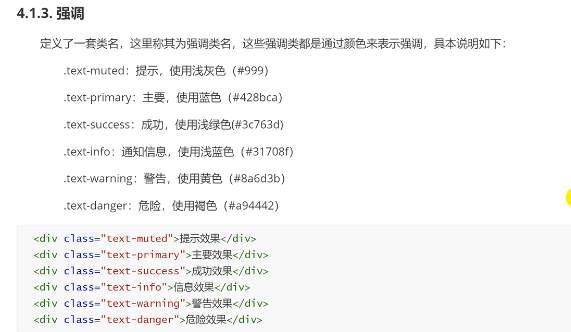 4.1.3. 强调
定义了一套类名，这里称其为强调类名，这些强调类都是通过颜色来表示强调，具本说明如下：
.text-muted：提示，使用浅灰色（#999）
.text-primary：主要，使用蓝色（#428bca）
.text-success：成功，使用浅绿色(#3c763d)
.text-info：通知信息，使用浅蓝色（#31708f）
.text-warning：警告，使用黄色（#8a6d3b）
.text-danger：危险，使用褐色（#a94442）
<div class="text-muted">提示效果</div>
<div class="text-primary">主要效果</div>
<div class="text-success">成功效果</div>
<div class="text-info">信息效果</div>
<div class="text-warning">警告效果</div>
<div class="text-danger">危险效果</div>